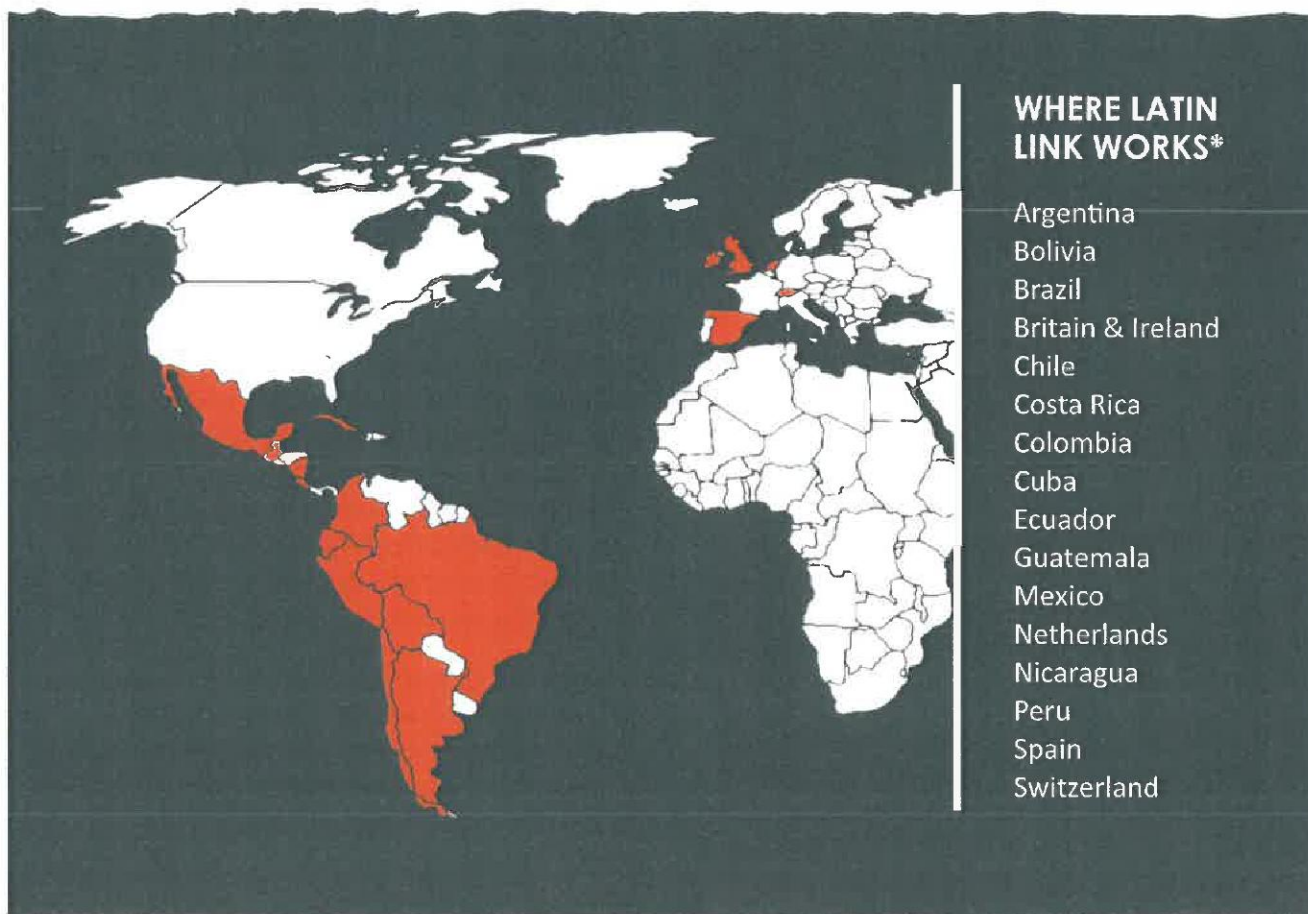 WHERE LATIN
LINK WORKS*
Argentina
Bolivia
Brazil
Britain & Ireland
Chile
Costa Rica
Colombia
Cuba
Ecuador
Guatemala
Mexico
Netherlands
Nicaragua
Peru
Spain
Switzerland